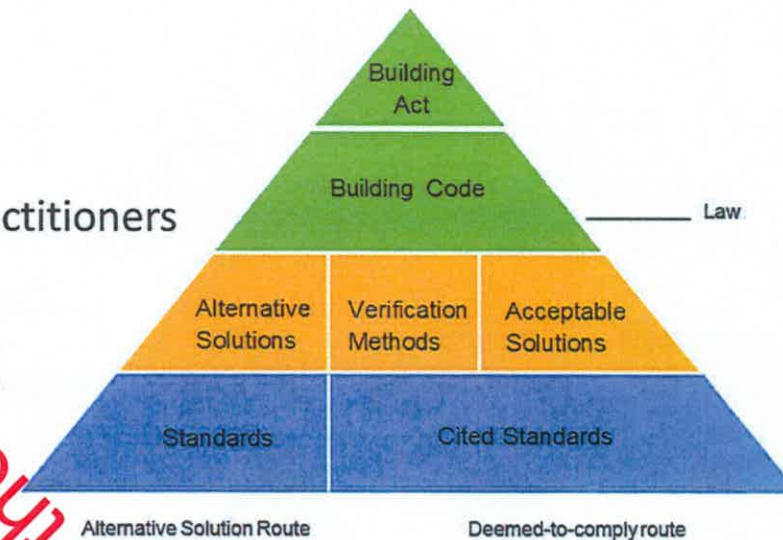 Building
Act
Building Code
ctitioners
Law
Alternative
Solutions
Verification
Methods
Acceptable
Solutions
Standards
Cited Standards
Alternative Solution Route
Deemed-to-comply route